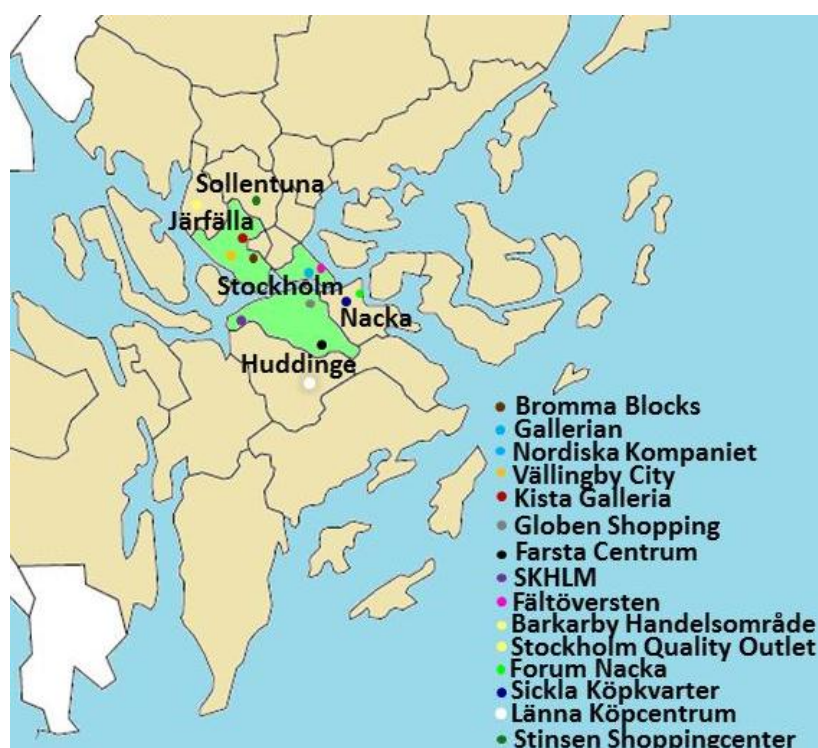 Sollentuna
Järfälla
Stockholm
Nacka
Huddinge
Bromma Blocks
Gallerian
Nordiska Kompaniet
Vällingby City
Kista Galleria
Globen Shopping
Farsta Centrum
SKHLM
Fältöversten
Barkarby Handelsområde
Stockholm Quality Outlet
Forum Nacka
Sickla Köpkvarter
Länna Köpcentrum
Stinsen Shoppingcenter